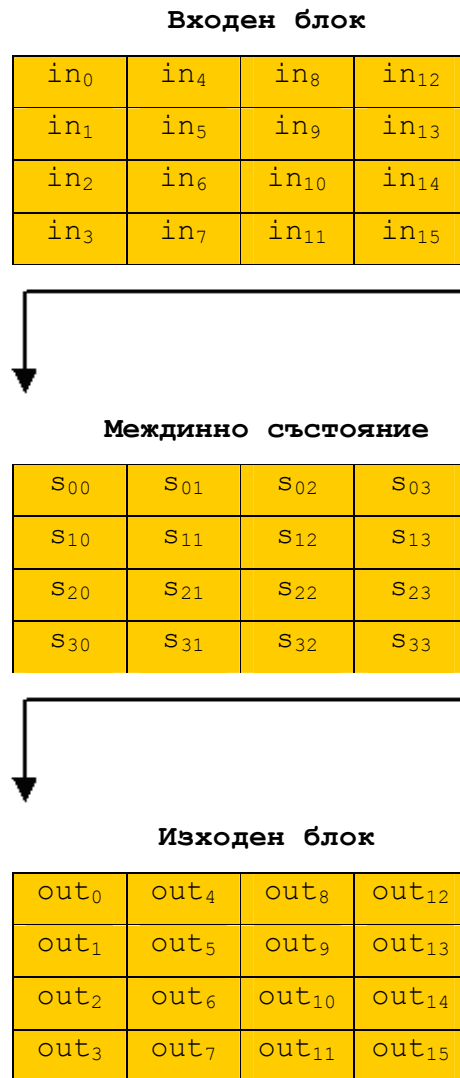 Входен блок
in₀ in₄ in₈ in₁₂
in₁ in₅ in₉ in₁₃
in₂ in₆ in₁₀ in₁₄
in₃ in₇ in₁₁ in₁₅
Междинно състояние
s₀₀ s₀₁ s₀₂ s₀₃
s₁₀ s₁₁ s₁₂ s₁₃
s₂₀ s₂₁ s₂₂ s₂₃
s₃₀ s₃₁ s₃₂ s₃₃
Изходен блок
out₀ out₄ out₈ out₁₂
out₁ out₅ out₉ out₁₃
out₂ out₆ out₁₀ out₁₄
out₃ out₇ out₁₁ out₁₅